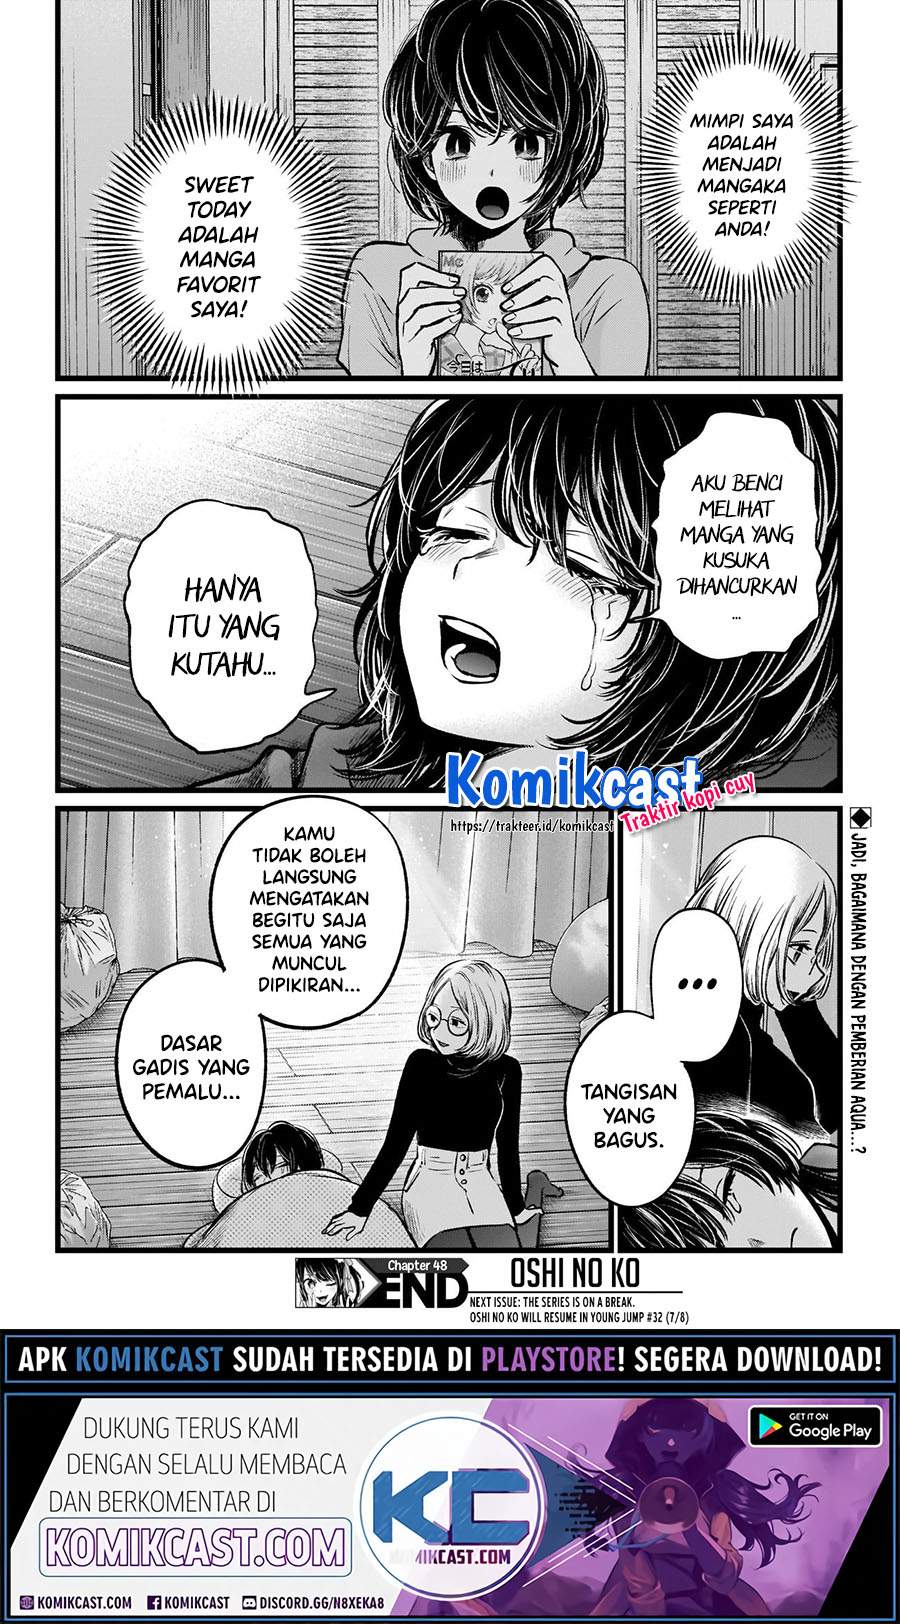 MIMPI SAYA
ADALAH
MENJADI
MANGAKA
SEPERTI
ANDA!
SWEET
TODAY
ADALAH
MANGA
FAVORIT
SAYA!
今日は
AKU BENCI
MELIHAT
MANGA YANG
KUSUKA
DIHANCURKAN
...
HANYA
ITU YANG
KUTAHU...
Komikcast
Traktir kopi cuy
https://trakteer.id/komikcast
◆ JADI, BAGAIMANA DENGAN PEMBERIAN AQUA....?
...
TANGISAN
YANG
BAGUS.
KAMU
TIDAK BOLEH
LANGSUNG
MENGATAKAN
BEGITU SAJA
SEMUA YANG
MUNCUL
DIPIKIRAN...
DASAR
GADIS YANG
PEMALU...
Chapter 48
END
OSHI NO KO
NEXT ISSUE: THE SERIES IS ON A BREAK.
OSHI NO KO WILL RESUME IN YOUNG JUMP #32 (7/8)
APK KOMIKCAST SUDAH TERSEDIA DI PLAYSTORE! SEGERA DOWNLOAD!
DUKUNG TERUS KAMI
DENGAN SELALU MEMBACA
DAN BERKOMENTAR DI
KOMIKCAST.COM
KC
KOMIKCAST.COM
GET IT ON
Google Play
KOMIKCAST.COM
KOMIKCAST
DISCORD.GG/N8XEKA8